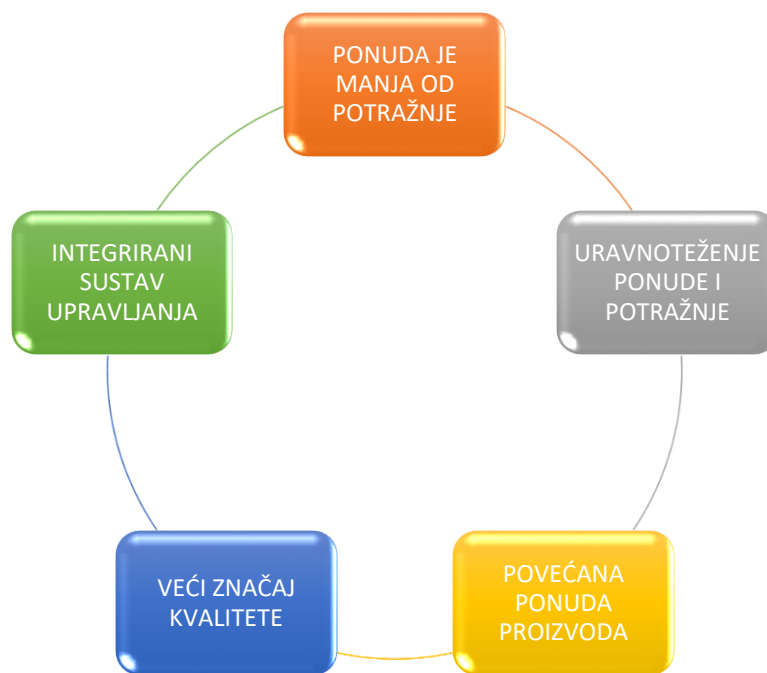 PONUDA JE
MANJA OD
POTRAŽNJE
URAVNOTEŽENJE
PONUDE I
POTRAŽNJE
POVEĆANA
PONUDA
PROIZVODA
VEĆI ZNAČAJ
KVALITETE
INTEGRIRANI
SUSTAV
UPRAVLJANJA